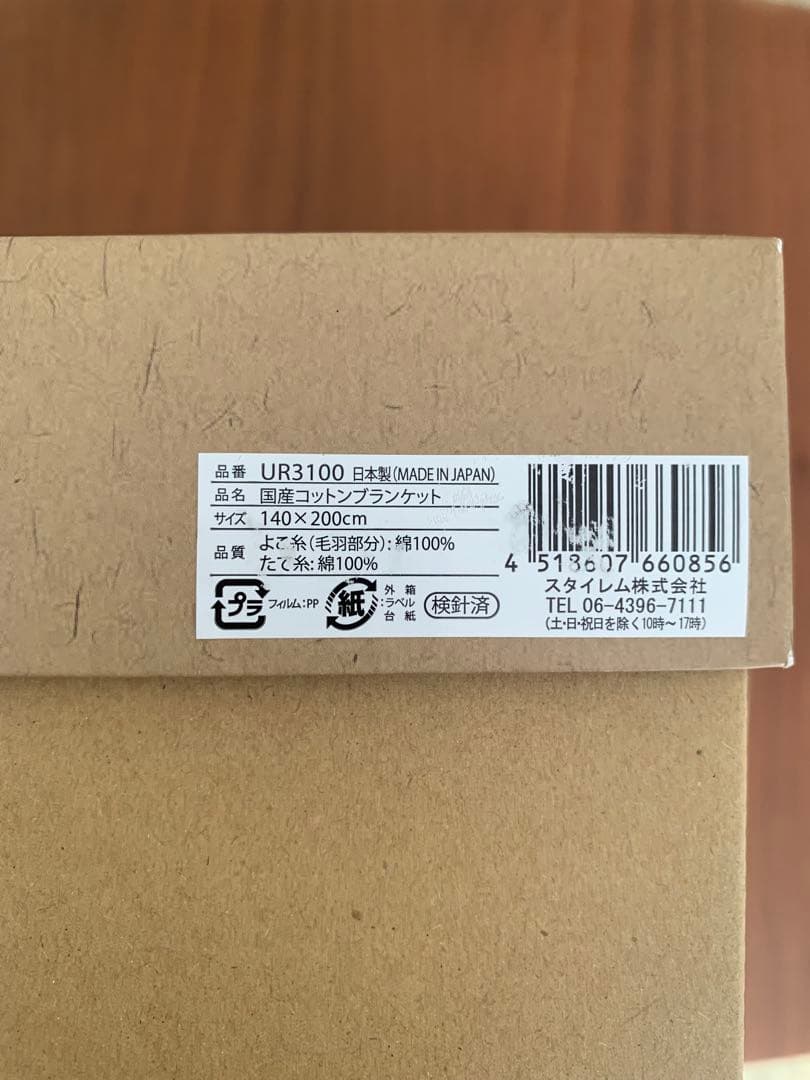 品番 UR3100 日本製(MADE IN JAPAN)
品名 国産コットンブランケット
サイズ 140×200cm
品質 よこ糸(毛羽部分):綿100%
たて糸:綿100%
プラ フィルム:PP 紙 外箱
:ラベル
台紙
検針済
4 518607 660856
スタイレム株式会社
TEL 06-4396-7111
(土・日・祝日を除く10時~17時)